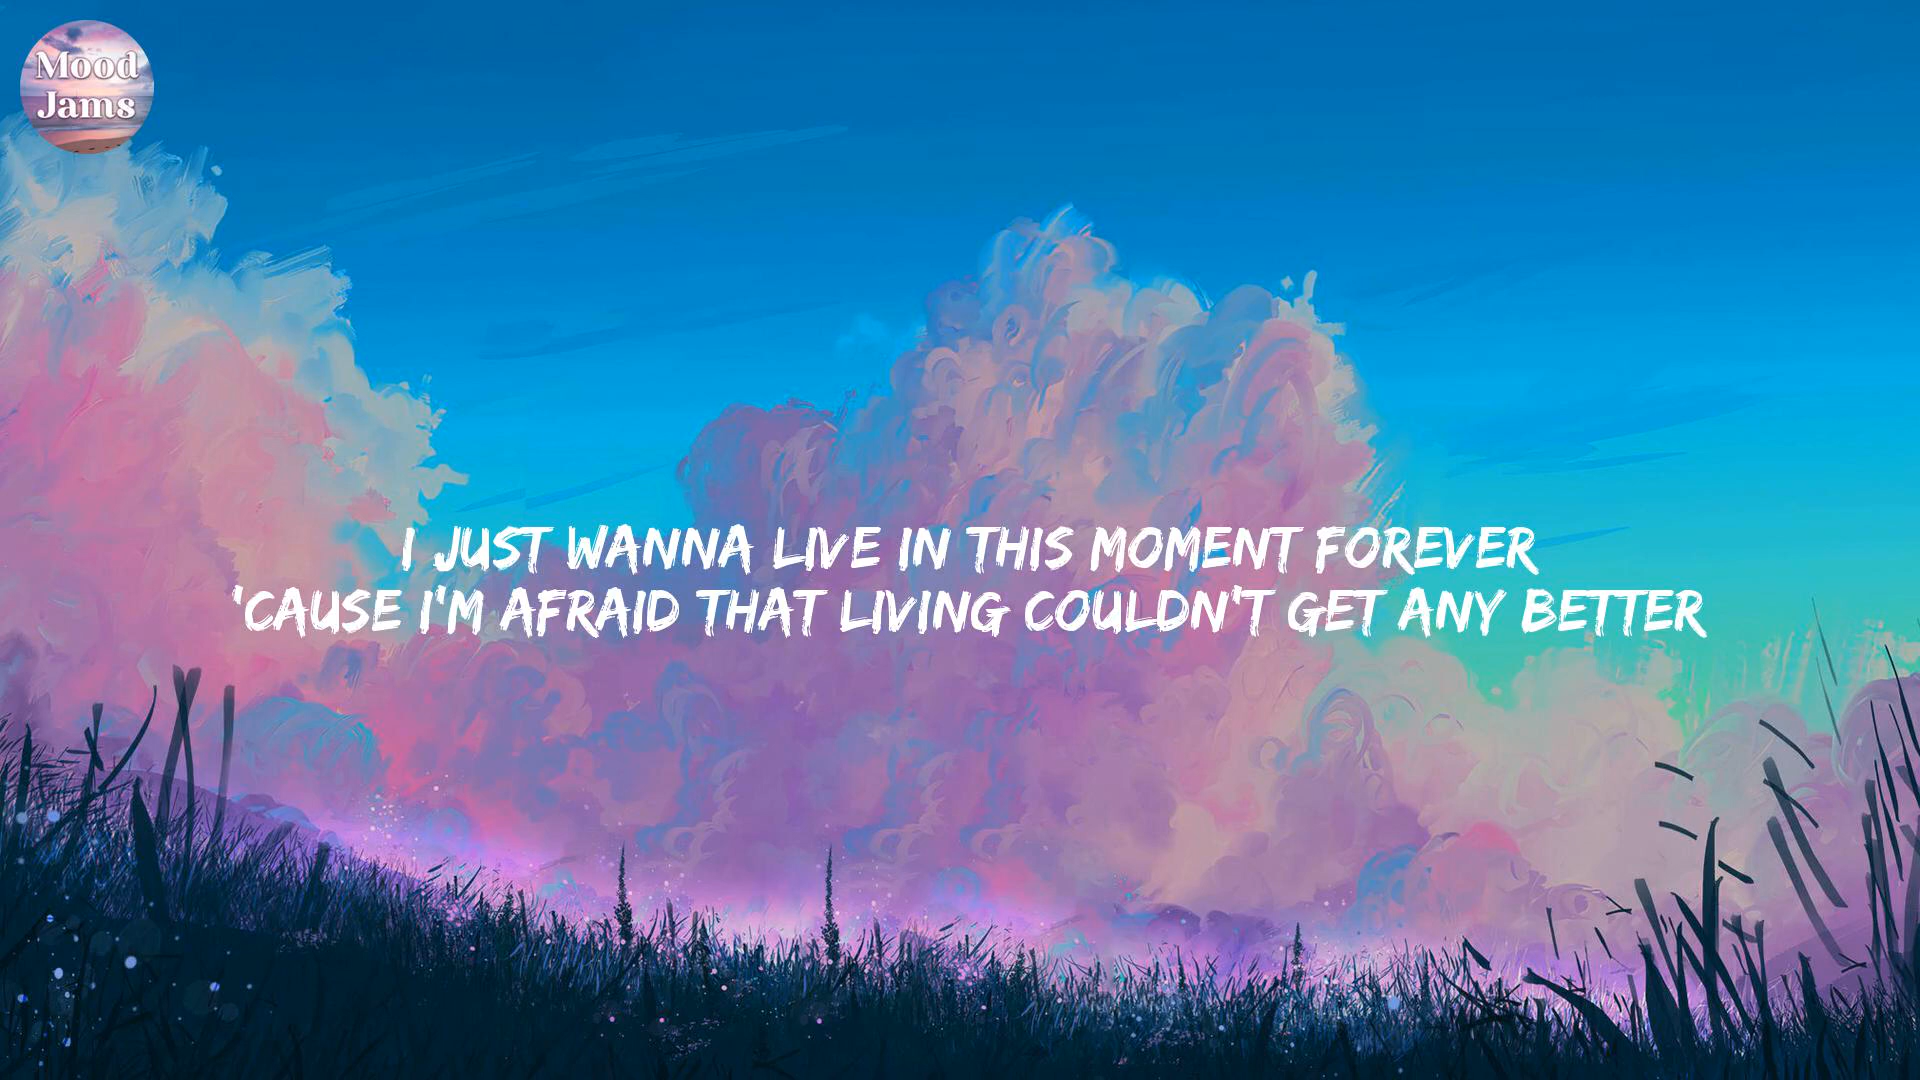 Mood
Jams
I JUST WANNA LIVE IN THIS MOMENT FOREVER
'CAUSE I'M AFRAID THAT LIVING COULDN'T GET ANY BETTER